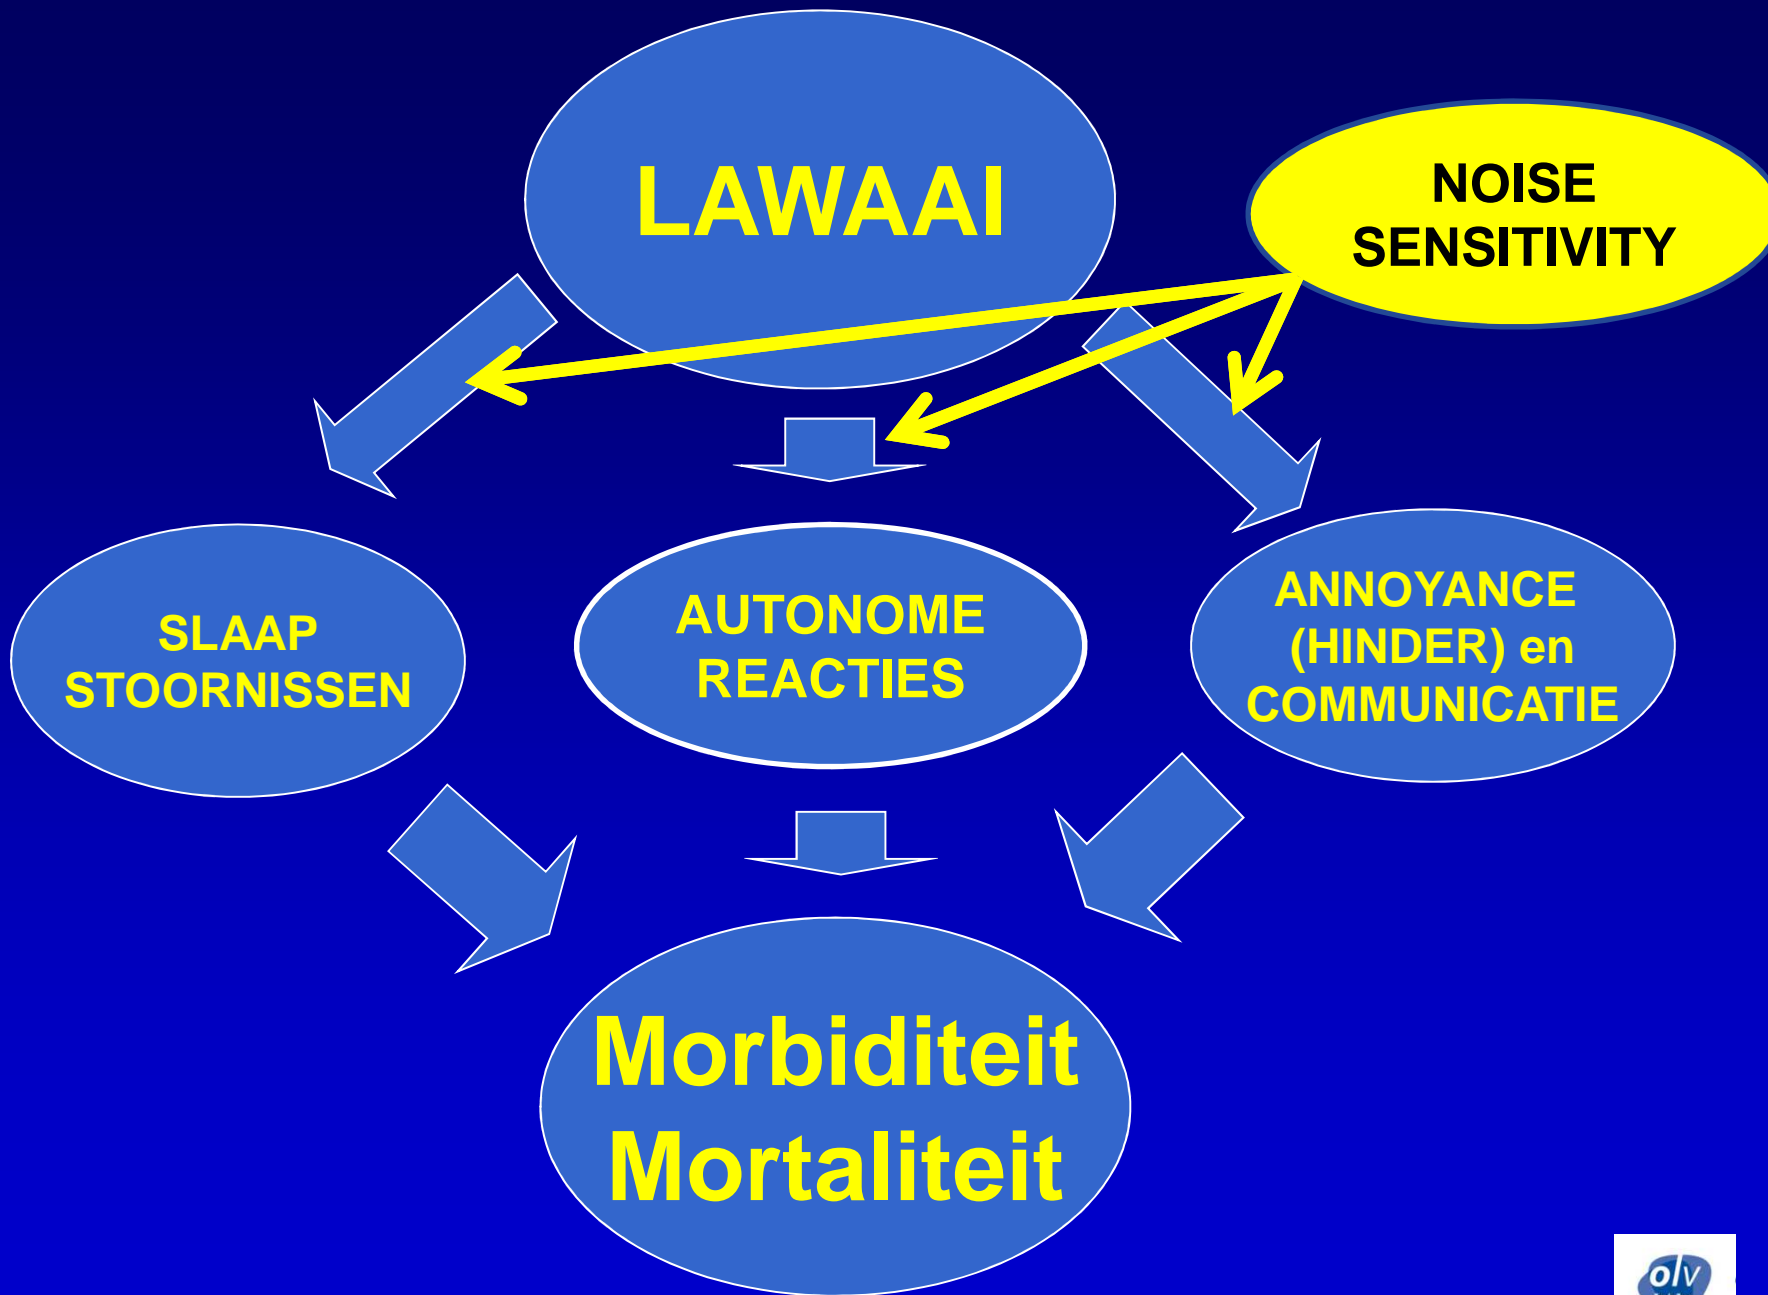 LAWAAI
NOISE
SENSITIVITY
SLAAP
STOORNISSEN
AUTONOME
REACTIES
ANNOYANCE
(HINDER) en
COMMUNICATIE
Morbiditeit
Mortaliteit
olv